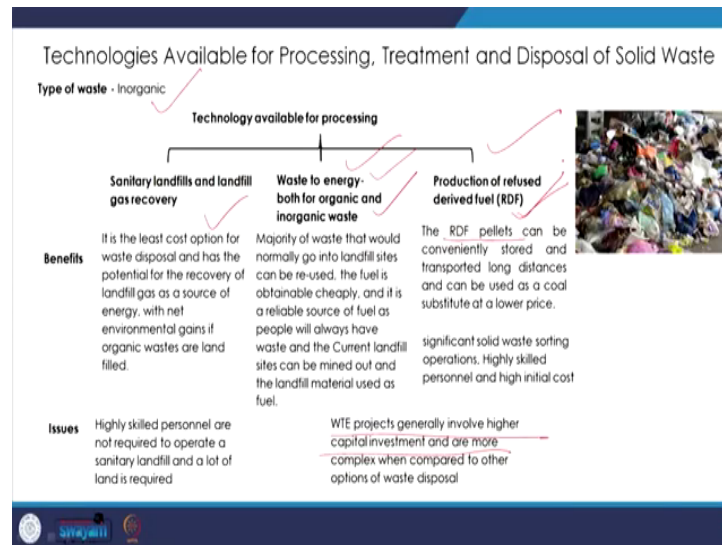 Technologies Available for Processing, Treatment and Disposal of Solid Waste
Type of waste - Inorganic
Technology available for processing
Sanitary landfills and landfill
gas recovery
Waste to energy-
both for organic and
inorganic waste
Production of refused
derived fuel (RDF)
Benefits
It is the least cost option for
waste disposal and has the
potential for the recovery of
landfill gas as a source of
energy, with net
environmental gains if
organic wastes are land
filled.
Majority of waste that would
normally go into landfill sites
can be re-used, the fuel is
obtainable cheaply, and it is
a reliable source of fuel as
people will always have
waste and the Current landfill
sites can be mined out and
the landfill material used as
fuel.
The RDF pellets can be
conveniently stored and
transported long distances
and can be used as a coal
substitute at a lower price.
significant solid waste sorting
operations. Highly skilled
personnel and high initial cost
Issues
Highly skilled personnel are
not required to operate a
sanitary landfill and a lot of
land is required
WTE projects generally involve higher
capital investment and are more
complex when compared to other
options of waste disposal
swayam